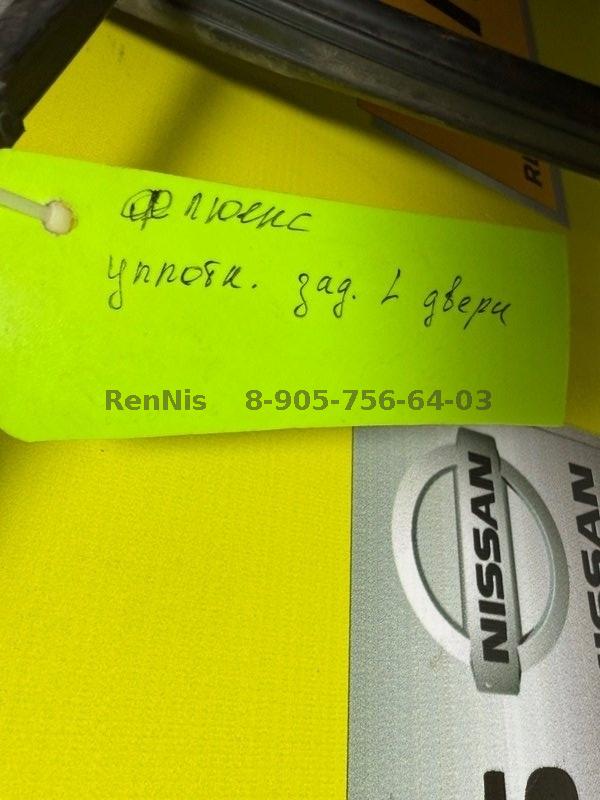 Флюенс
уплотн. зад. L двери
RenNis 8-905-756-64-03
NISSAN
NISSAN